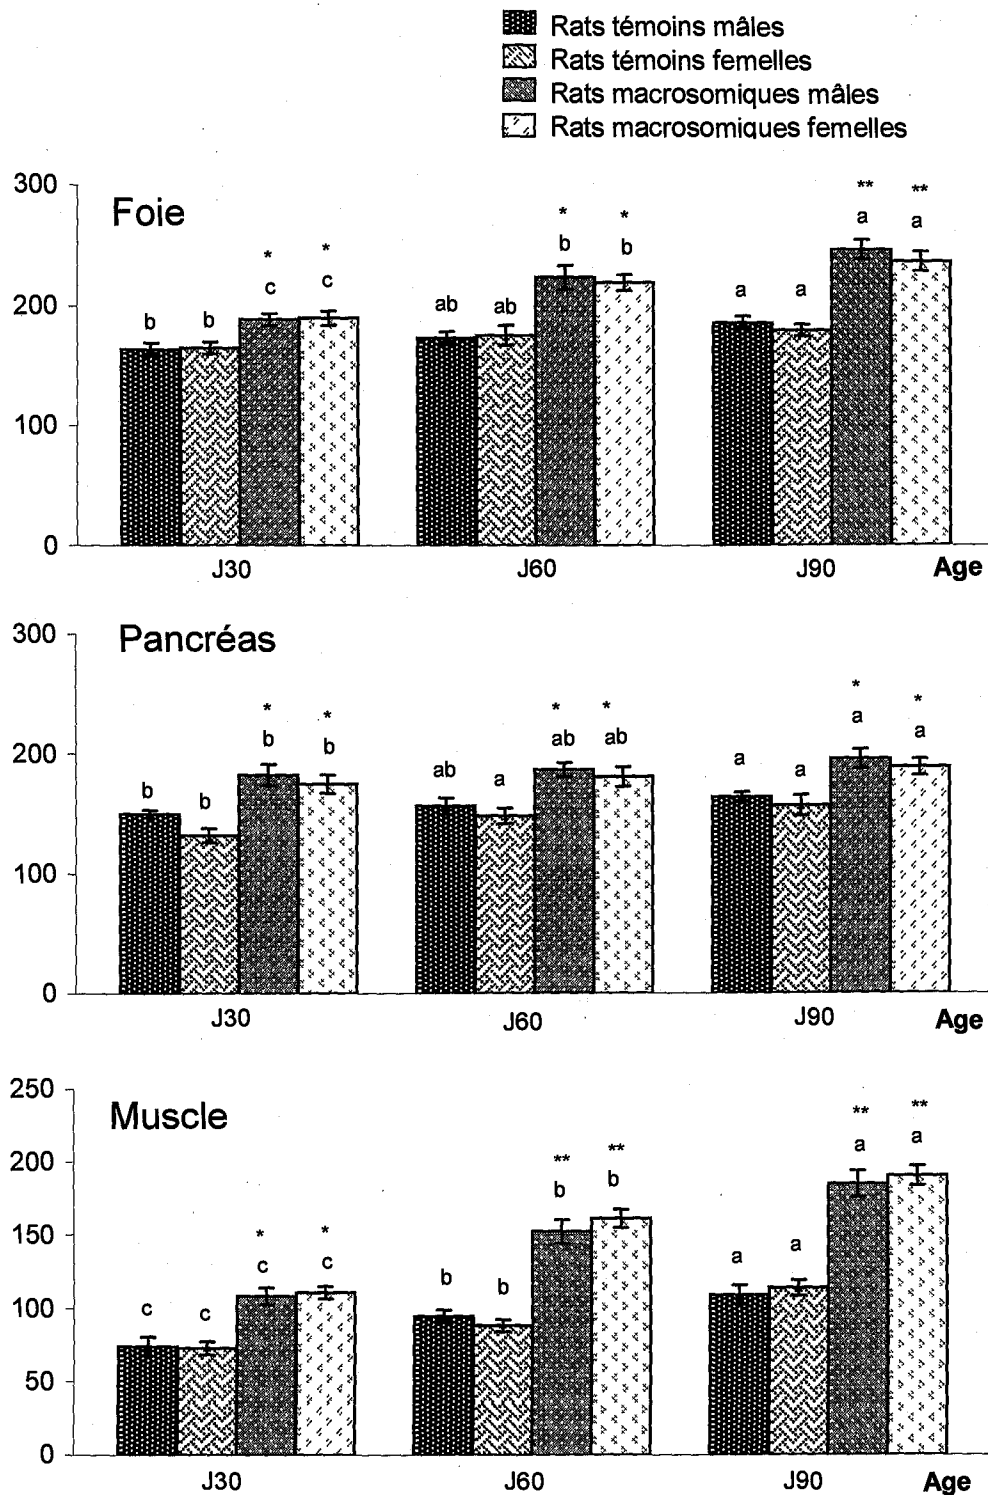 Rats témoins mâles
Rats témoins femelles
Rats macrosomiques mâles
Rats macrosomiques femelles
Foie
300
200
100
0
b b * c * c
ab ab * b * b
a a ** a ** a
J30 J60 J90 Age
Pancréas
300
200
100
0
b b * b * b
ab a * ab * ab
a a * a * a
J30 J60 J90 Age
Muscle
250
200
150
100
50
0
c c * c * c
b b ** b ** b
a a ** a ** a
J30 J60 J90 Age